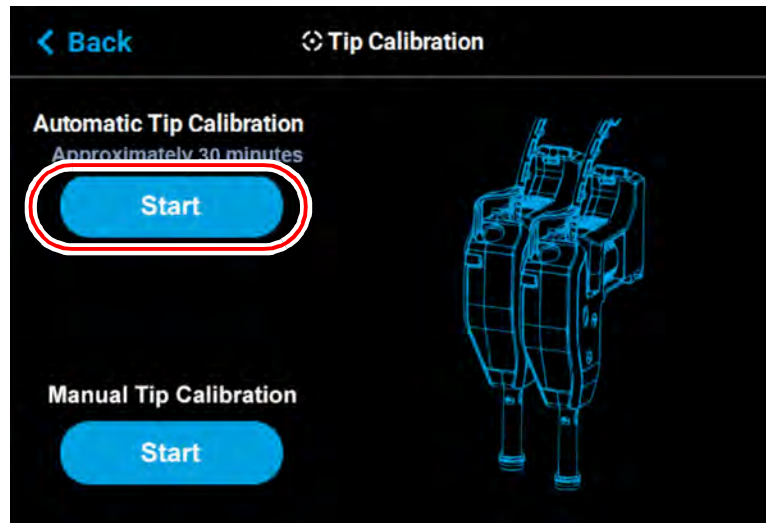 Back
Tip Calibration
Automatic Tip Calibration
Approximately 30 minutes
Start
Manual Tip Calibration
Start